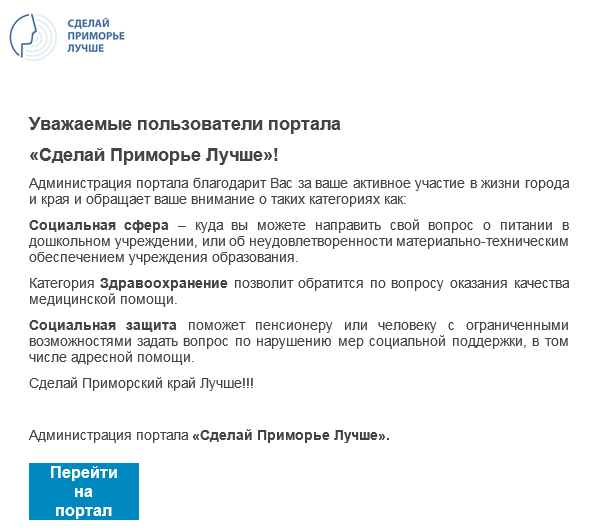 СДЕЛАЙ
ПРИМОРЬЕ
ЛУЧШЕ
Уважаемые пользователи портала
«Сделай Приморье Лучше»!
Администрация портала благодарит Вас за ваше активное участие в жизни города
и края и обращает ваше внимание о таких категориях как:
Социальная сфера – куда вы можете направить свой вопрос о питании в
дошкольном учреждении, или об неудовлетворенности материально-техническим
обеспечением учреждения образования.
Категория Здравоохранение позволит обратится по вопросу оказания качества
медицинской помощи.
Социальная защита поможет пенсионеру или человеку с ограниченными
возможностями задать вопрос по нарушению мер социальной поддержки, в том
числе адресной помощи.
Сделай Приморский край Лучше!!!
Администрация портала «Сделай Приморье Лучше».
Перейти
на
портал